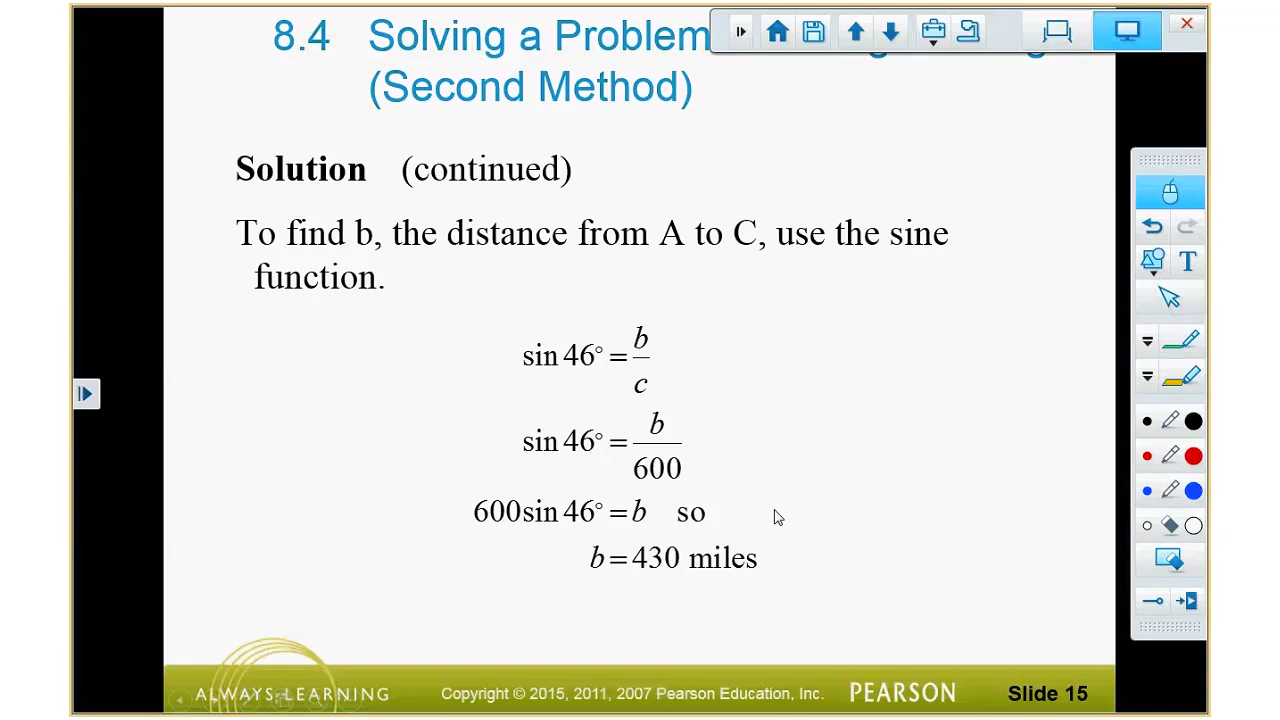 8.4 Solving a Problem
(Second Method)
Solution (continued)
To find b, the distance from A to C, use the sine
function.
sin 46° = b/c
sin 46° = b/600
600sin 46° = b so
b = 430 miles
T
ALWAYS LEARNING Copyright © 2015, 2011, 2007 Pearson Education, Inc. PEARSON Slide 15